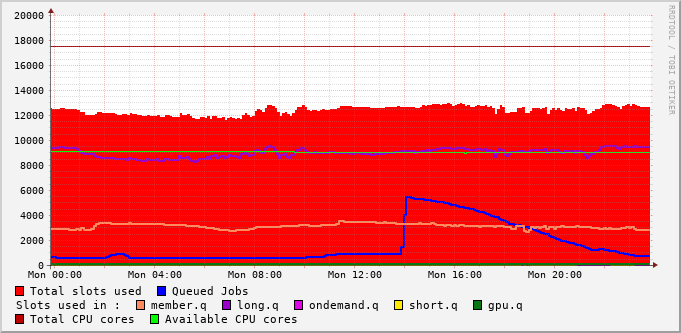 20000
18000
16000
14000
12000
10000
8000
6000
4000
2000
0
Mon 00:00 Mon 04:00 Mon 08:00 Mon 12:00 Mon 16:00 Mon 20:00
Total slots used Queued Jobs
Slots used in : member.q long.q ondemand.q short.q gpu.q
Total CPU cores Available CPU cores
RRDTOOL / TOBI OETIKER